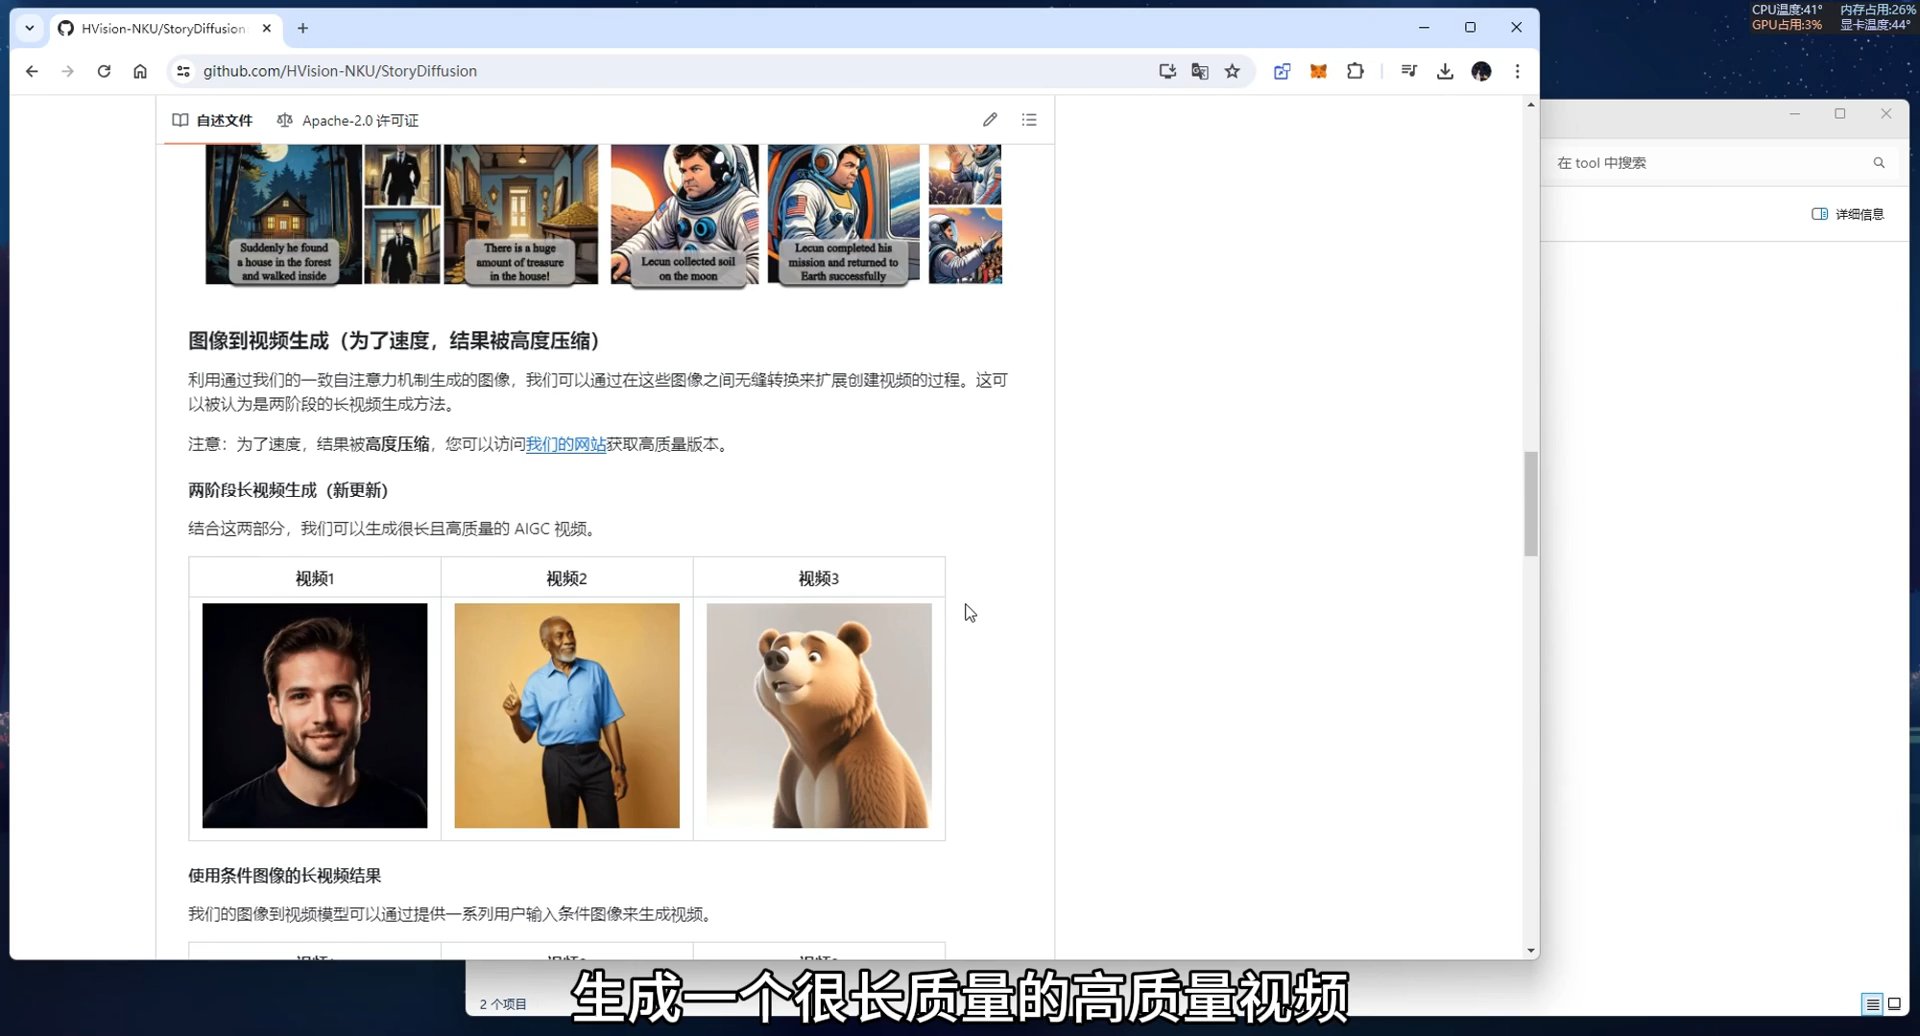 CPU温度:41° 内存占用:26%
GPU占用:3% 显卡温度:44°
HVision-NKU/StoryDiffusion
github.com/HVision-NKU/StoryDiffusion
自述文件 Apache-2.0 许可证
在 tool 中搜索
详细信息
Suddenly he found
a house in the forest
and walked inside
There is a huge
amount of treasure
in the house!
Lecun collected soil
on the moon
Lecun completed his
mission and returned to
Earth successfully
图像到视频生成（为了速度，结果被高度压缩）
利用通过我们的一致自注意力机制生成的图像，我们可以通过在这些图像之间无缝转换来扩展创建视频的过程。这可
以被认为是两阶段的长视频生成方法。
注意：为了速度，结果被高度压缩，您可以访问我们的网站获取高质量版本。
两阶段长视频生成（新更新）
结合这两部分，我们可以生成很长且高质量的 AIGC 视频。
视频1 视频2 视频3
使用条件图像的长视频结果
我们的图像到视频模型可以通过提供一系列用户输入条件图像来生成视频。
2 个项目
生成一个很长质量的高质量视频